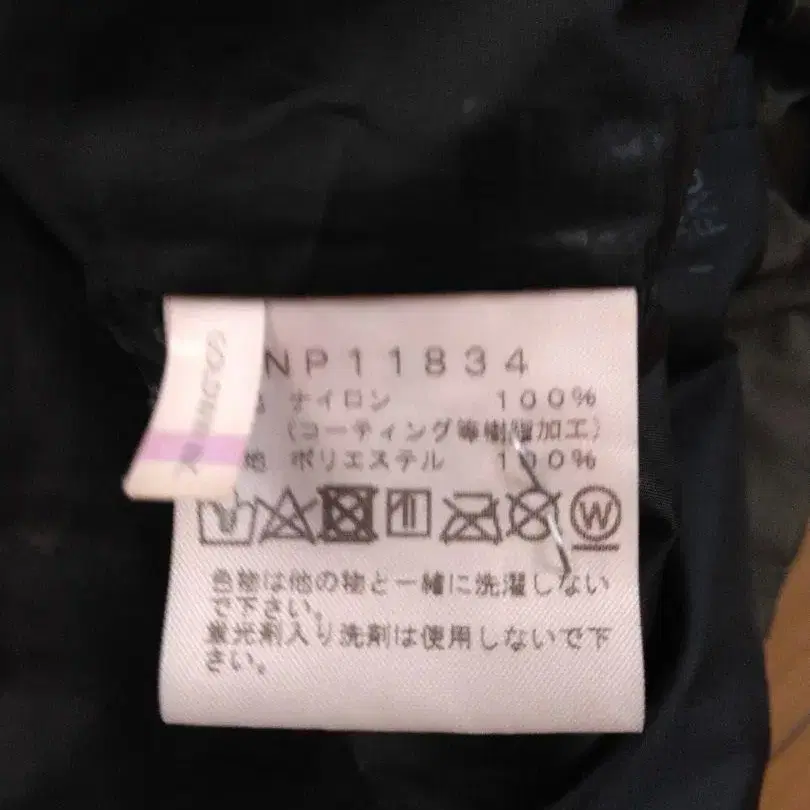 NP11834
ナイロン 100%
(コーティング等樹脂加工)
地 ポリエステル 100%
W
色物は他の物と一緒に洗濯しない
で下さい。
蛍光剤入り洗剤は使用しないで下
さい。